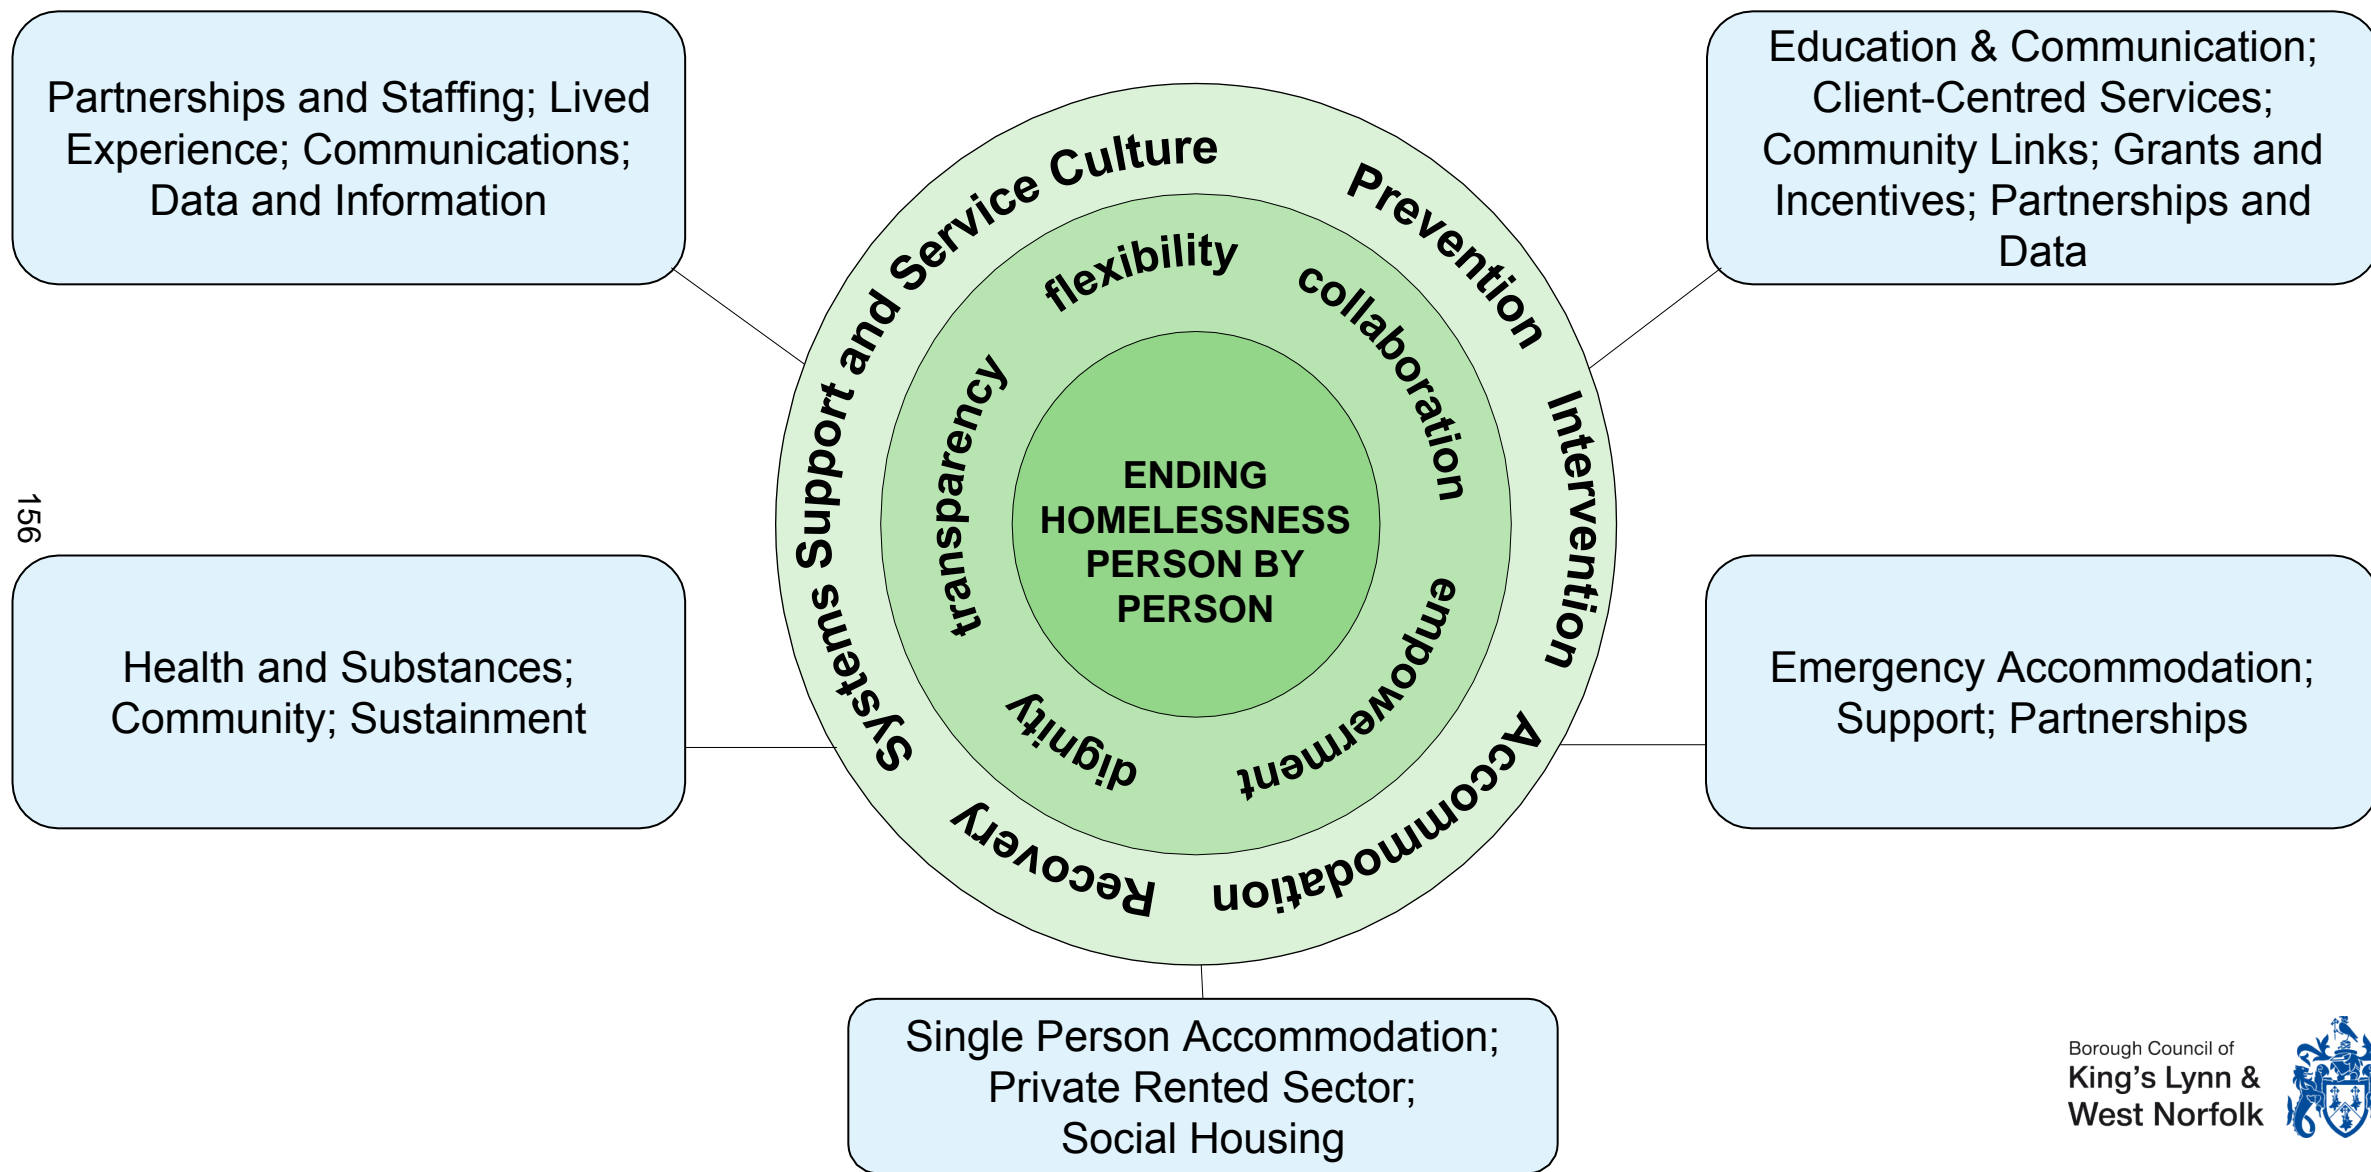 Partnerships and Staffing; Lived
Experience; Communications;
Data and Information
Education & Communication;
Client-Centred Services;
Community Links; Grants and
Incentives; Partnerships and
Data
Systems Support and Service Culture
Prevention
Intervention
Accommodation
Recovery
flexibility
collaboration
empowerment
dignity
transparency
ENDING
HOMELESSNESS
PERSON BY
PERSON
156
Health and Substances;
Community; Sustainment
Emergency Accommodation;
Support; Partnerships
Single Person Accommodation;
Private Rented Sector;
Social Housing
Borough Council of
King's Lynn &
West Norfolk